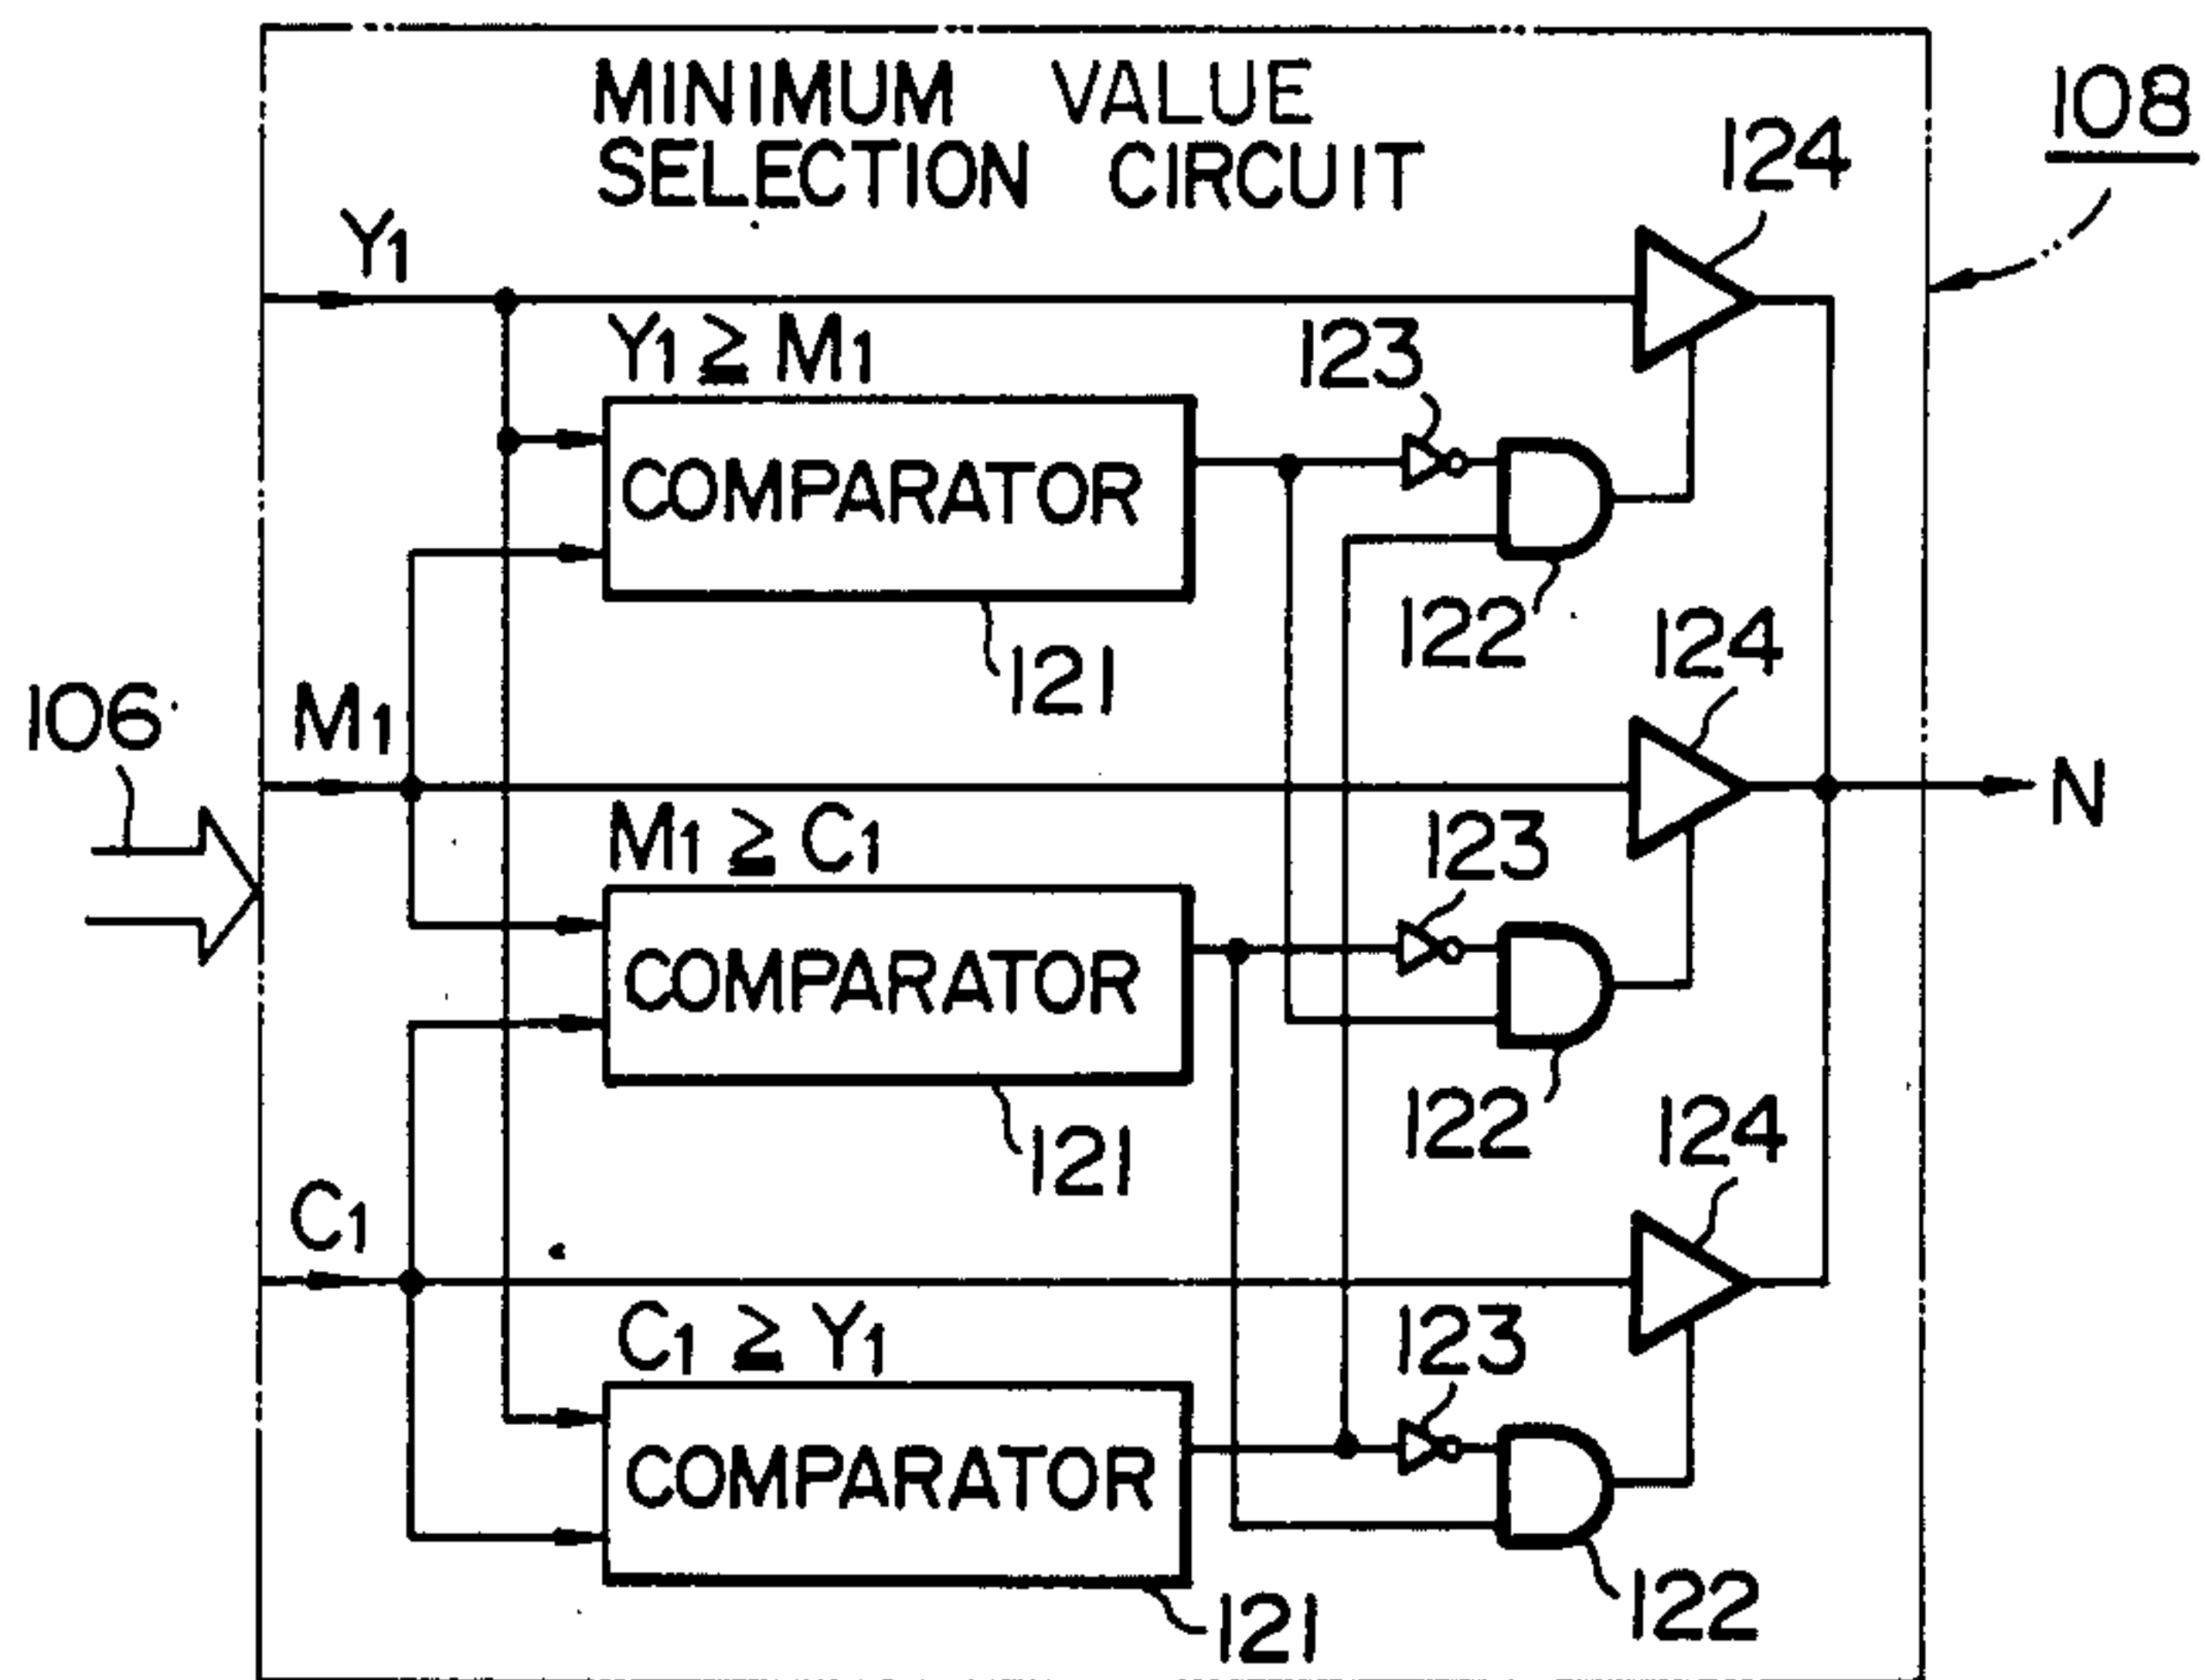 MINIMUM VALUE
SELECTION CIRCUIT
108
124
Y1
Y1 ≧ M1
123
COMPARATOR
122
121
124
106
M1
N
M1 ≧ C1
123
COMPARATOR
122
121
124
C1
C1 ≧ Y1
123
COMPARATOR
122
121